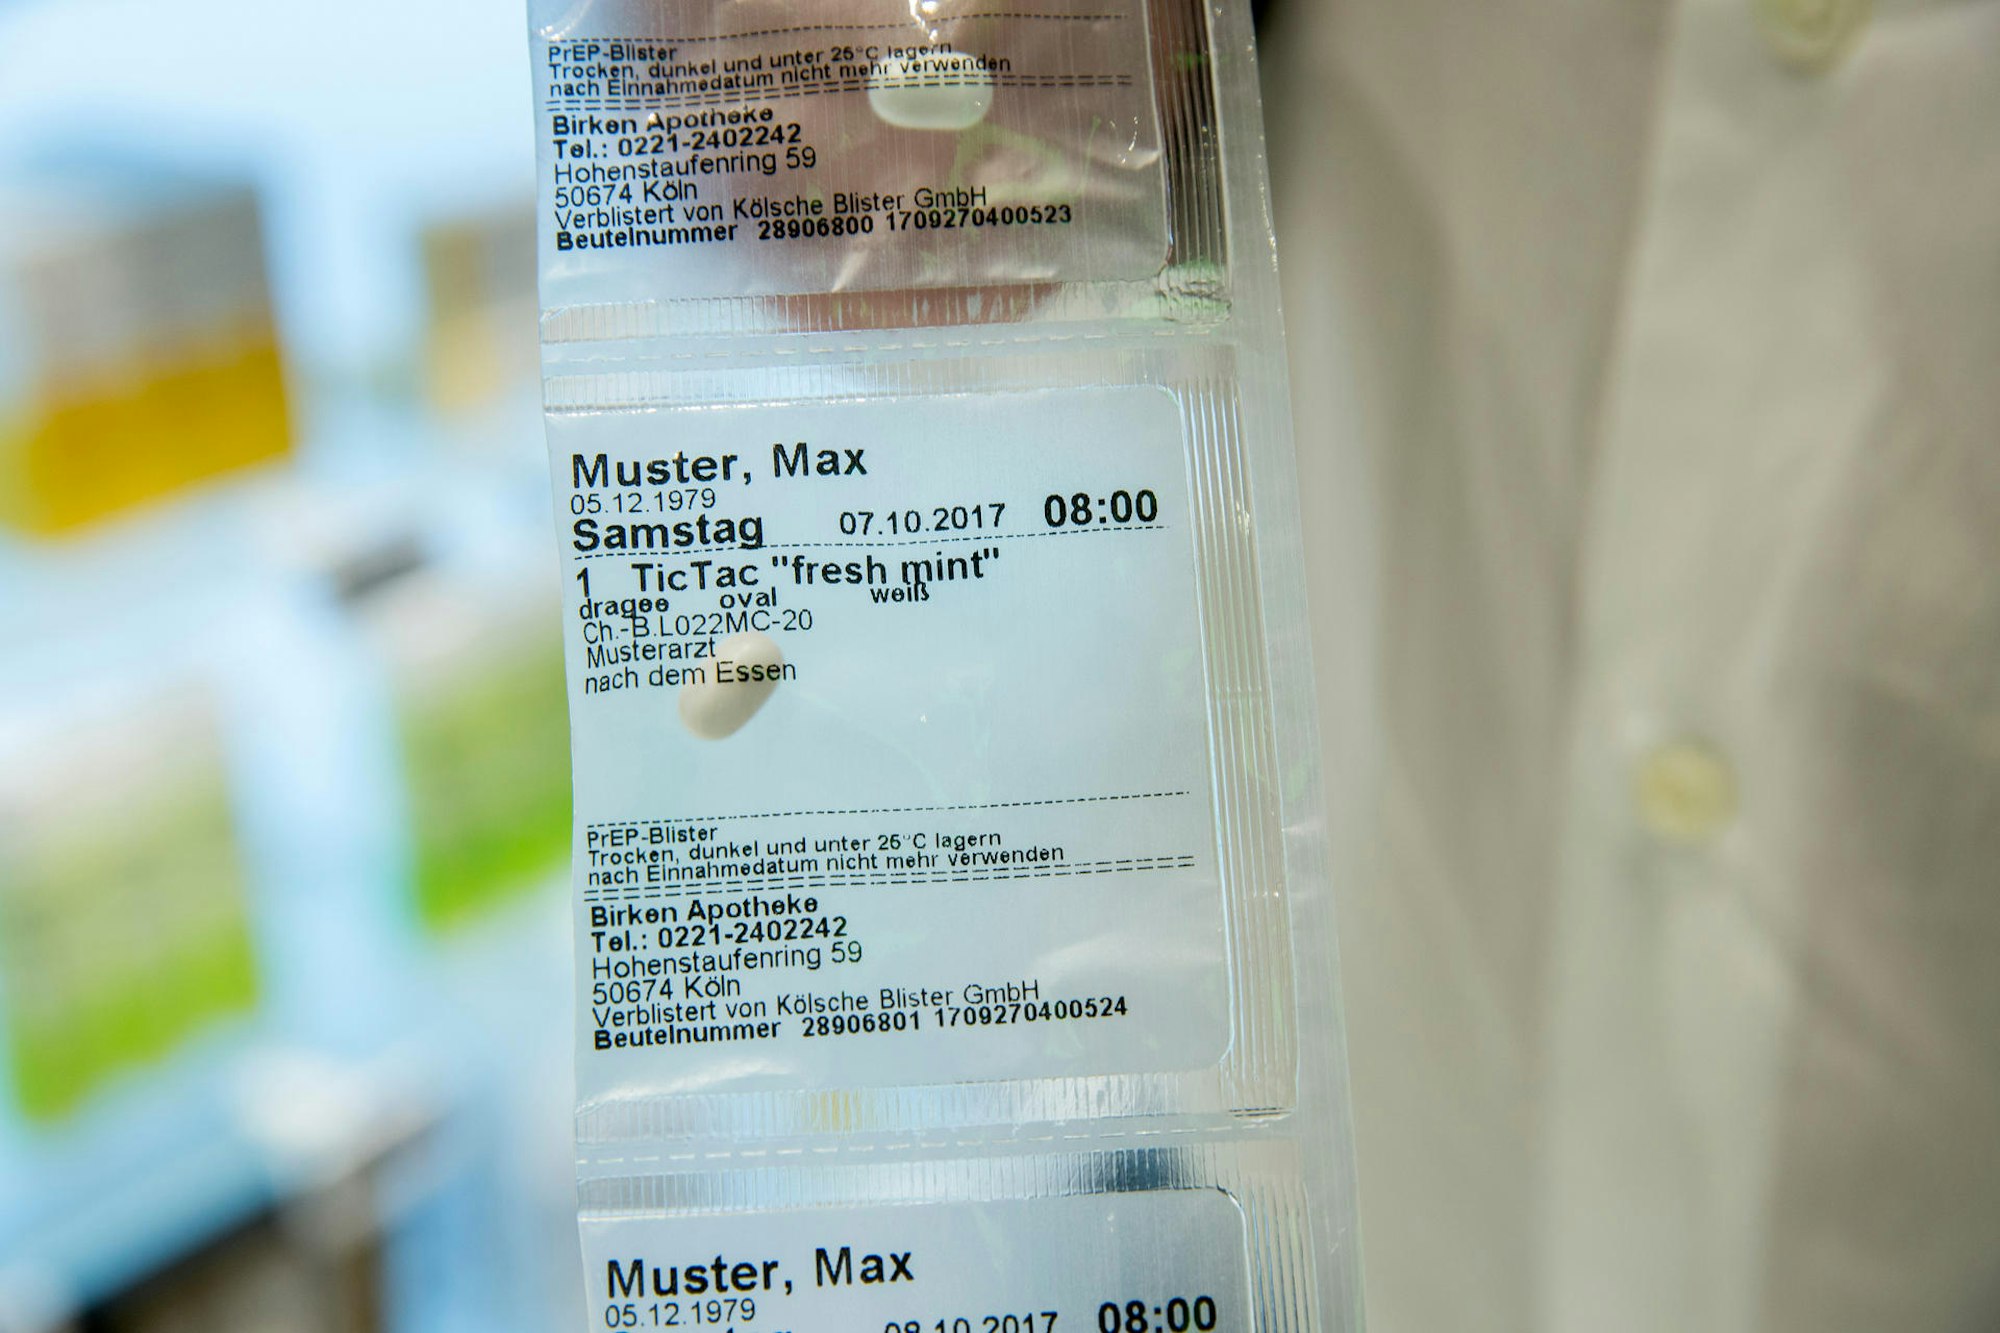 PrEP-Blister
Trocken, dunkel und unter 25°C lagern
nach Einnahmedatum nicht mehr verwenden
Birken Apotheke
Tel.: 0221-2402242
Hohenstaufenring 59
50674 Köln
Verblistert von Kölsche Blister GmbH
Beutelnummer 28906800 1709270400523
Muster, Max
05.12.1979
Samstag 07.10.2017 08:00
1 TicTac "fresh mint"
dragee oval weiß
Ch.-B.L022MC-20
Musterarzt
nach dem Essen
PrEP-Blister
Trocken, dunkel und unter 25°C lagern
nach Einnahmedatum nicht mehr verwenden
Birken Apotheke
Tel.: 0221-2402242
Hohenstaufenring 59
50674 Köln
Verblistert von Kölsche Blister GmbH
Beutelnummer 28906801 1709270400524
Muster, Max
05.12.1979
08.10.2017 08:00